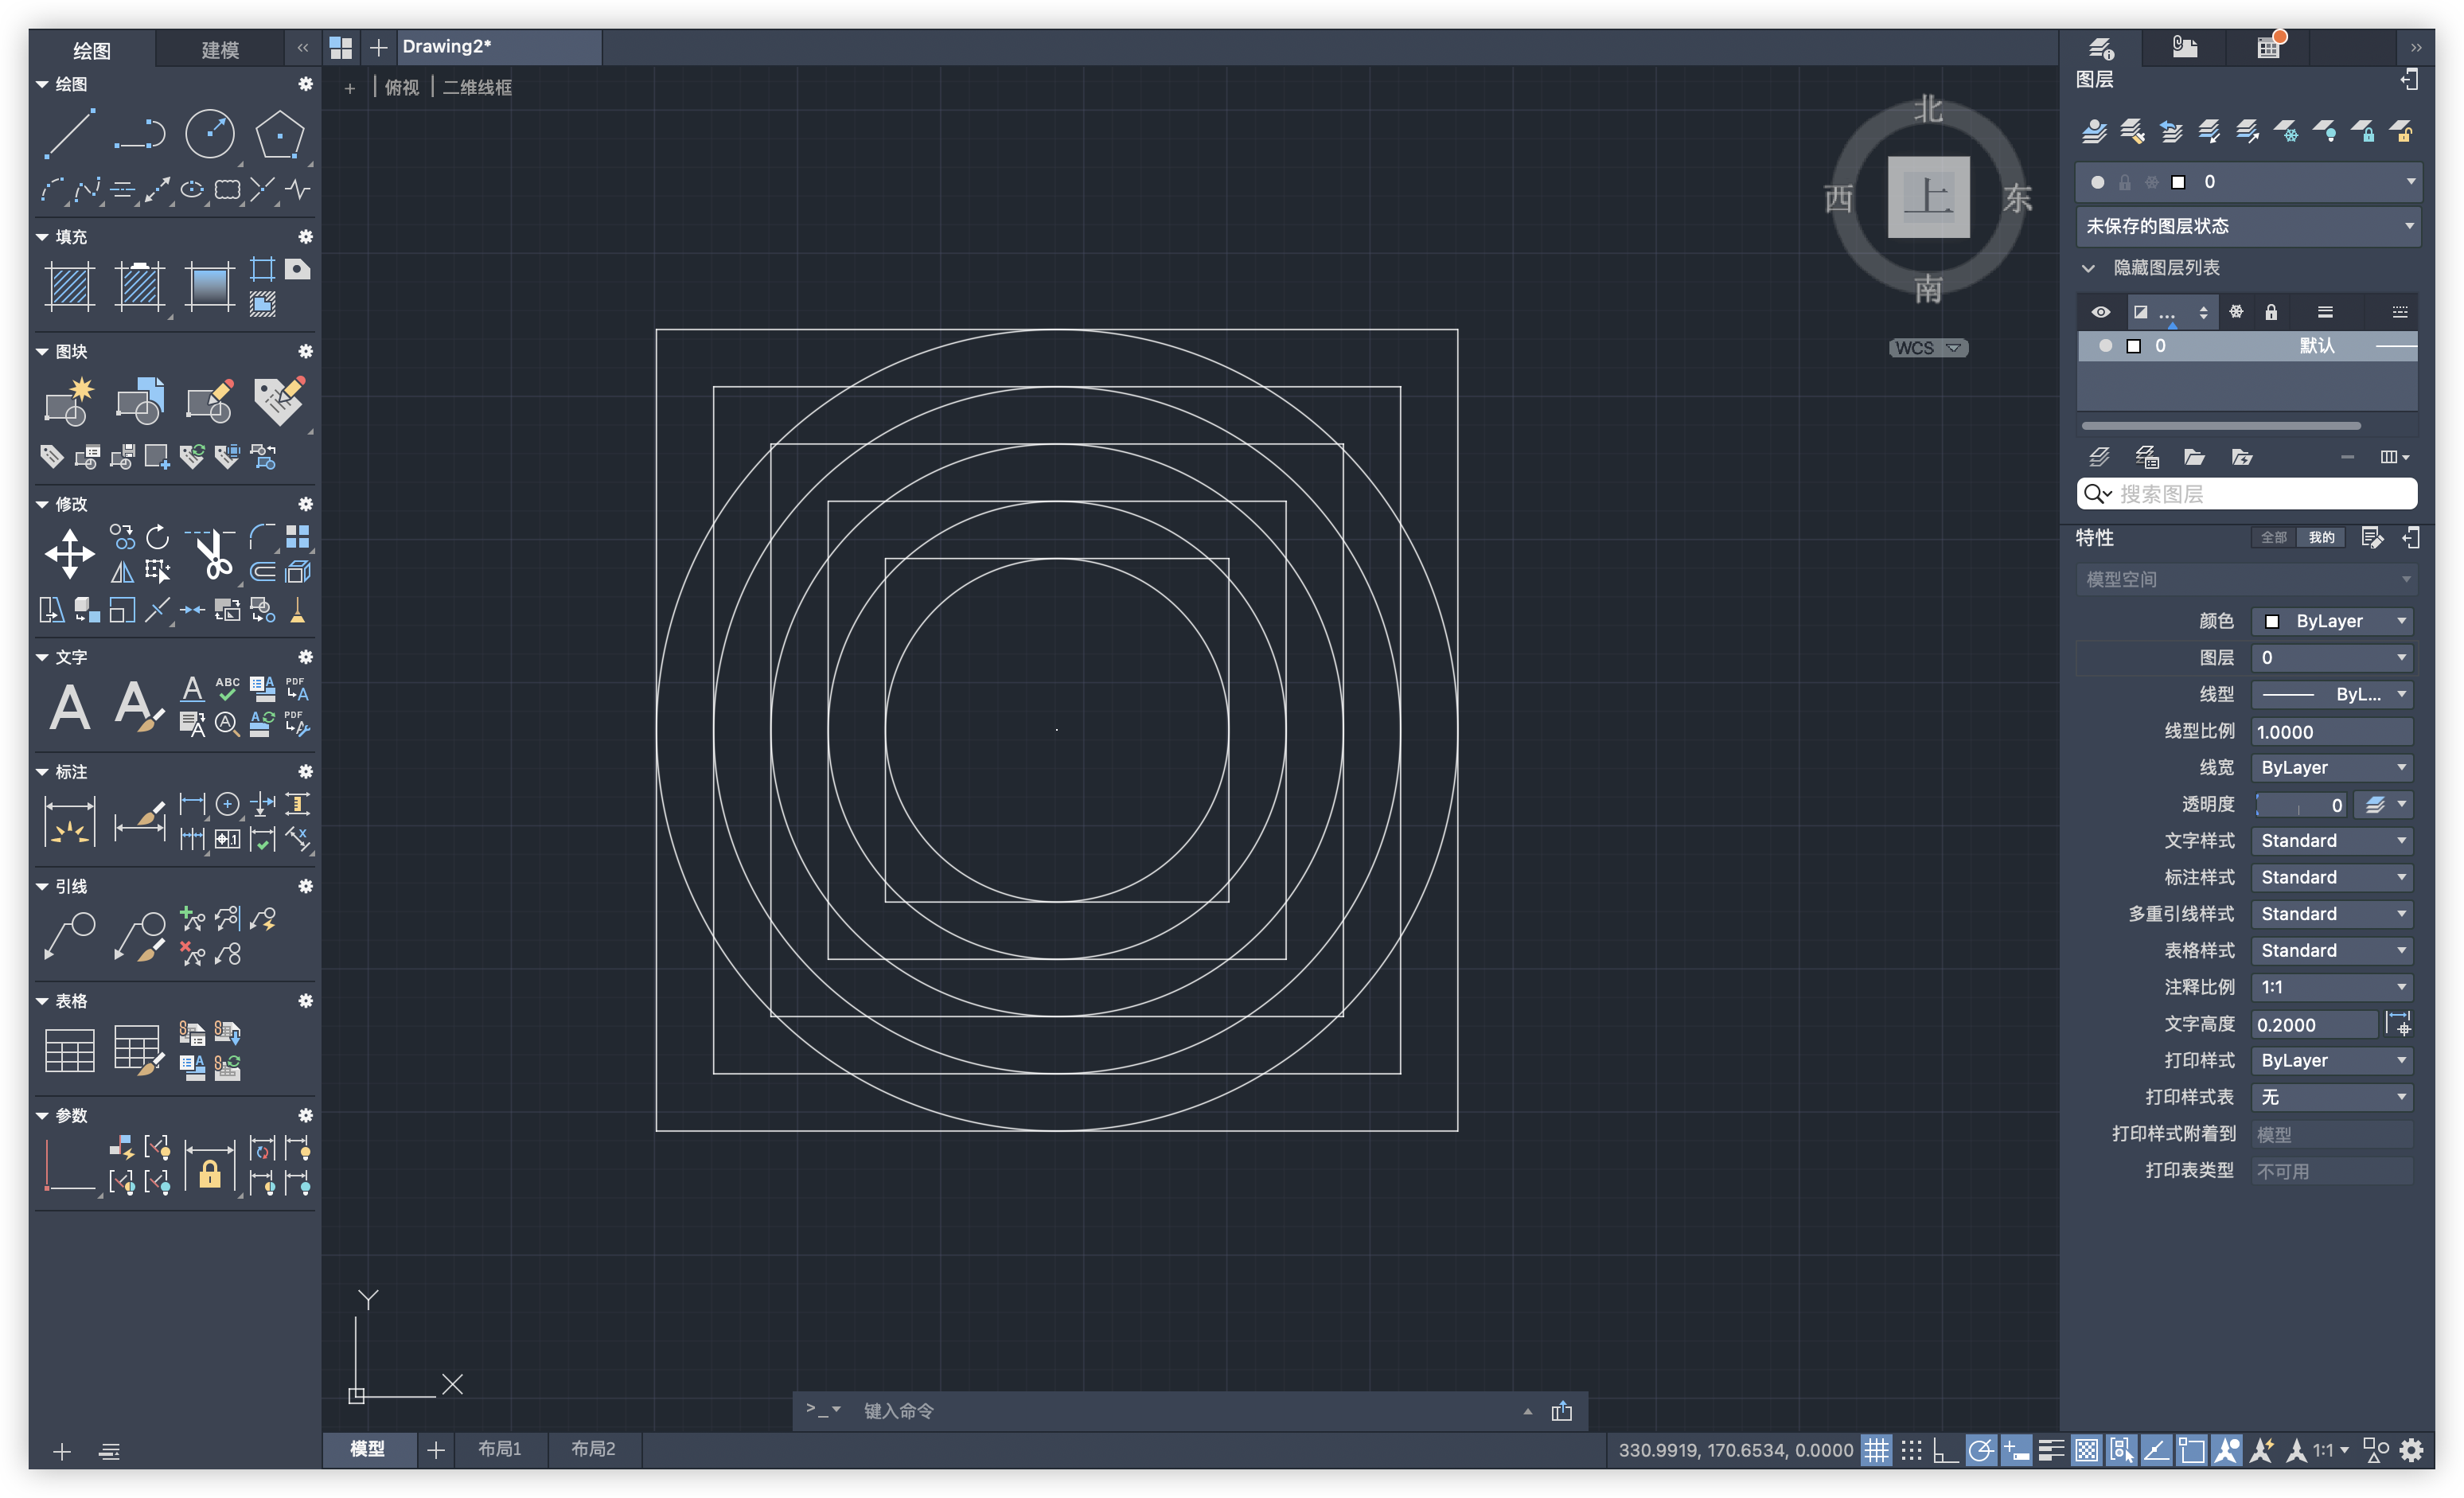 绘图
建模
Drawing2*
绘图
俯视
二维线框
填充
图块
修改
文字
A
A
A
ABC
A
PDF
A
A
A
A
PDF
标注
x
.1
引线
表格
A
参数
北
西
上
东
南
WCS
Y
X
>_
键入命令
模型
布局1
布局2
330.9919, 170.6534, 0.0000
1:1
图层
0
未保存的图层状态
隐藏图层列表
...
0
默认
搜索图层
特性
全部
我的
模型空间
颜色
ByLayer
图层
0
线型
ByL...
线型比例
1.0000
线宽
ByLayer
透明度
0
文字样式
Standard
标注样式
Standard
多重引线样式
Standard
表格样式
Standard
注释比例
1:1
文字高度
0.2000
打印样式
ByLayer
打印样式表
无
打印样式附着到
模型
打印表类型
不可用